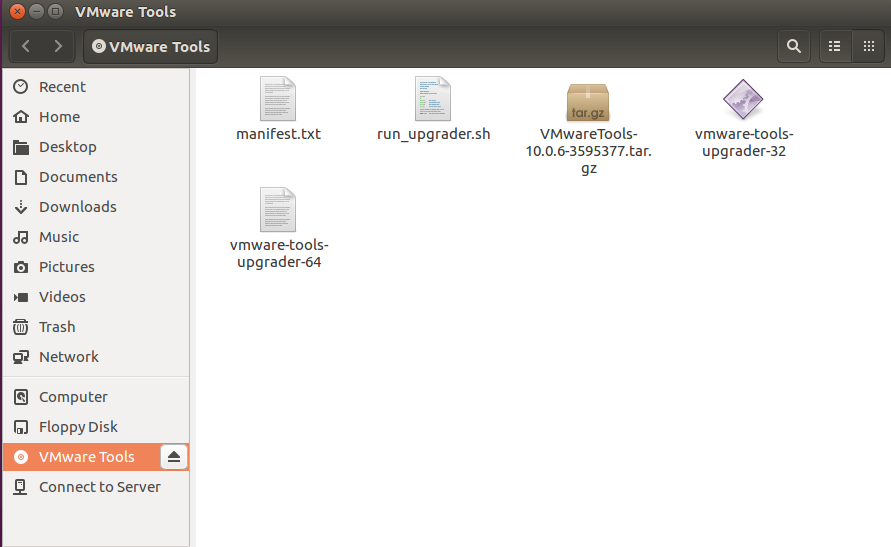 VMware Tools
VMware Tools
Recent
Home
Desktop
Documents
Downloads
Music
Pictures
Videos
Trash
Network
Computer
Floppy Disk
VMware Tools
Connect to Server
manifest.txt
run_upgrader.sh
tar.gz
VMwareTools-
10.0.6-3595377.tar.
gz
vmware-tools-
upgrader-32
vmware-tools-
upgrader-64